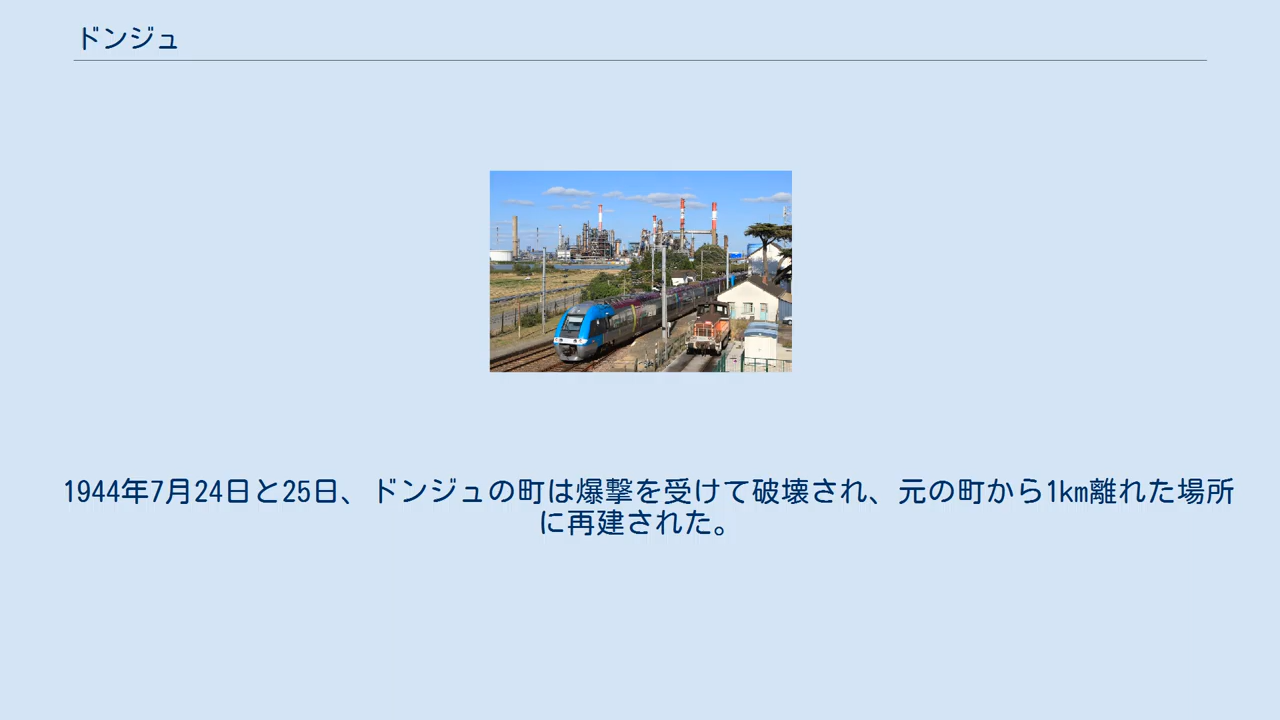 ドンジュ
1944年7月24日と25日、ドンジュの町は爆撃を受けて破壊され、元の町から1km離れた場所
に再建された。